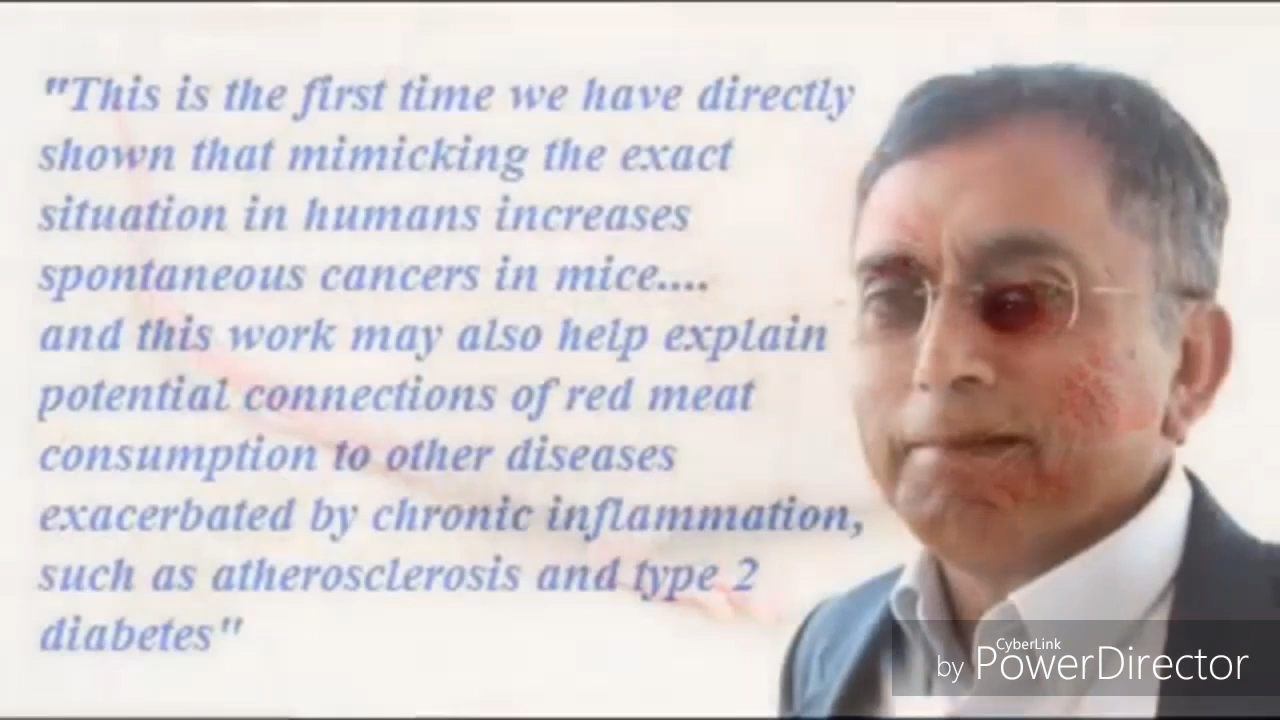 "This is the first time we have directly
shown that mimicking the exact
situation in humans increases
spontaneous cancers in mice....
and this work may also help explain
potential connections of red meat
consumption to other diseases
exacerbated by chronic inflammation,
such as atherosclerosis and type 2
diabetes"
CyberLink
by PowerDirector